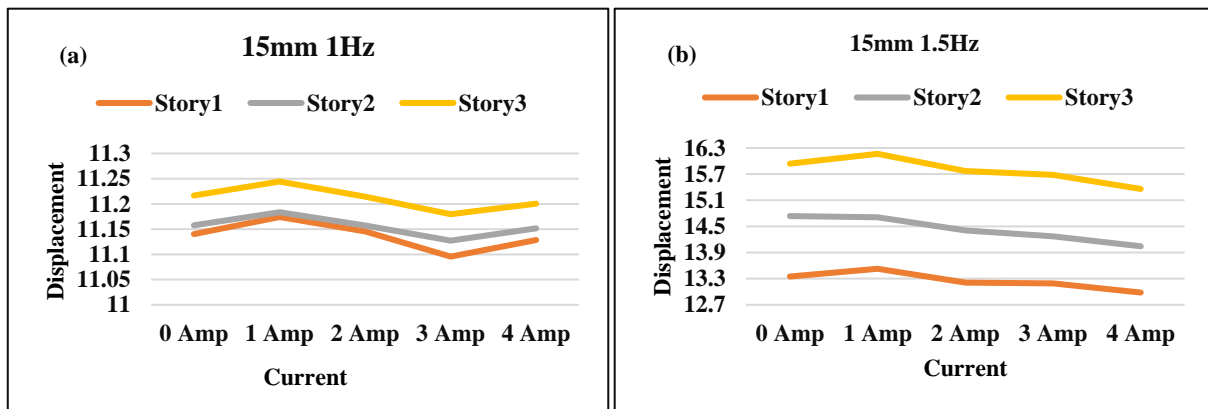 (a)
15mm 1Hz
Story1 Story2 Story3
Displacement
11.3
11.25
11.2
11.15
11.1
11.05
11
0 Amp 1 Amp 2 Amp 3 Amp 4 Amp
Current
(b)
15mm 1.5Hz
Story1 Story2 Story3
Displacement
16.3
15.7
15.1
14.5
13.9
13.3
12.7
0 Amp 1 Amp 2 Amp 3 Amp 4 Amp
Current